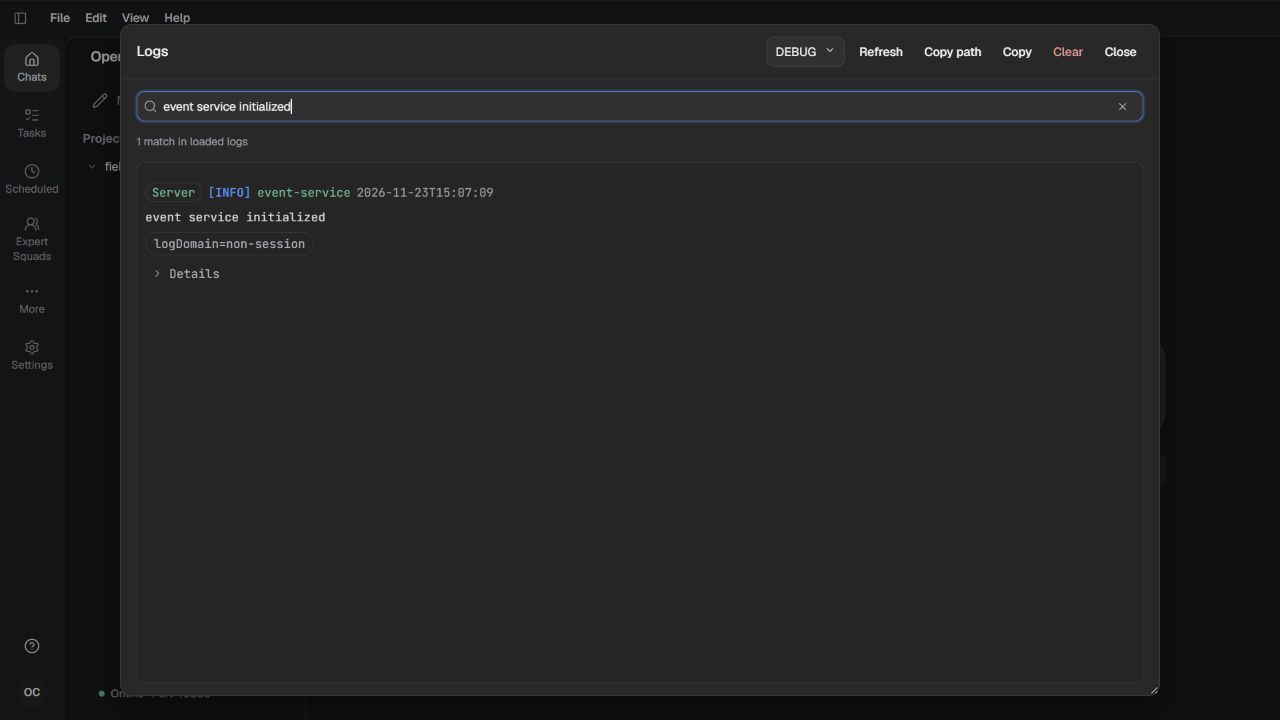 File Edit View Help
Logs
DEBUG Refresh Copy path Copy Clear Close
Chats
Tasks
Scheduled
Expert
Squads
More
Settings
OC
event service initialized
1 match in loaded logs
Server [INFO] event-service 2026-11-23T15:07:09
event service initialized
logDomain=non-session
Details